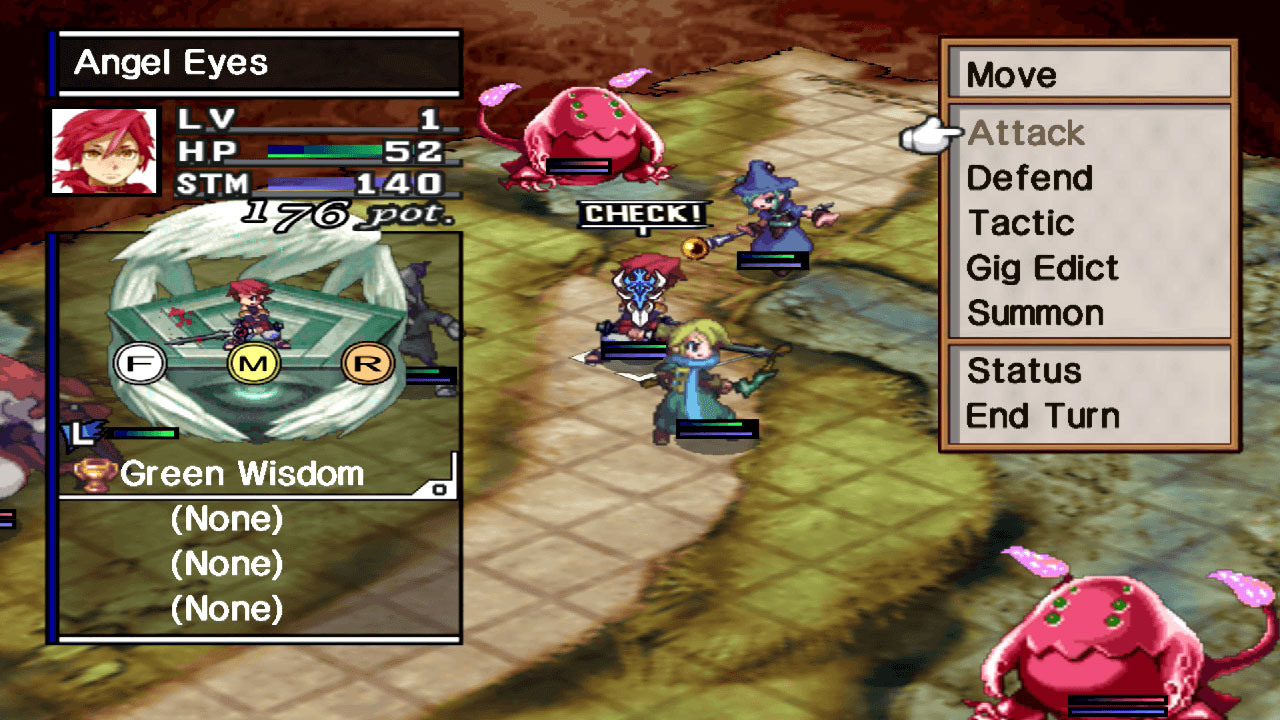 Angel Eyes
LV 1
HP 52
STM 140
176 pot.
F M R
L
Green Wisdom 0
(None)
(None)
(None)
CHECK!
Move
Attack
Defend
Tactic
Gig Edict
Summon
Status
End Turn